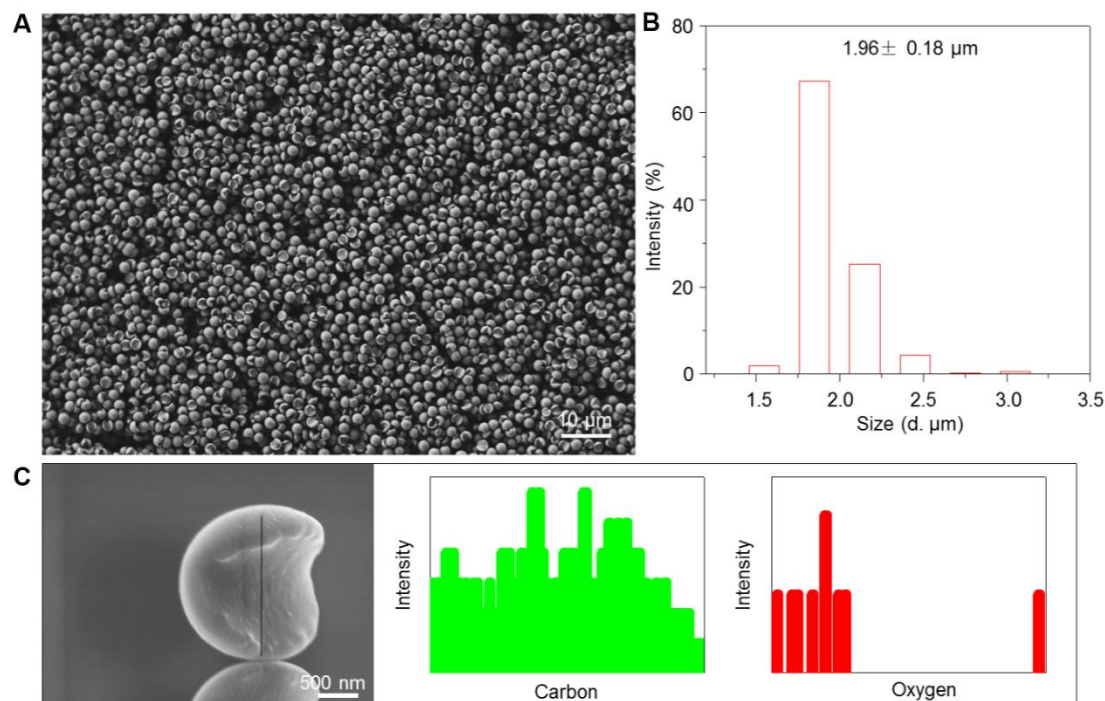 A
10 µm
B
1.96± 0.18 µm
Intensity (%)
80
60
40
20
0
1.5
2.0
2.5
3.0
3.5
Size (d. µm)
C
500 nm
Intensity
Carbon
Intensity
Oxygen